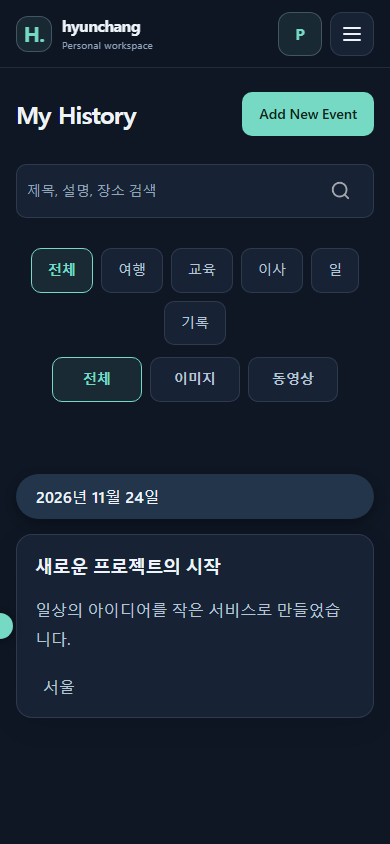 H.
hyunchang
Personal workspace
P
My History
Add New Event
제목, 설명, 장소 검색
전체
여행
교육
이사
일
기록
전체
이미지
동영상
2026년 11월 24일
새로운 프로젝트의 시작
일상의 아이디어를 작은 서비스로 만들었습
니다.
서울